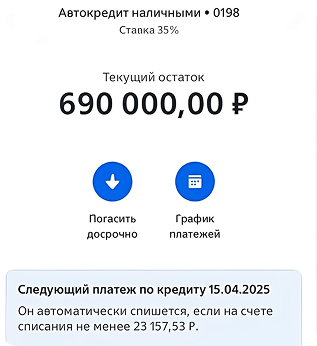 Автокредит наличными • 0198
Ставка 35%
Текущий остаток
690 000,00 ₽
Погасить
досрочно
График
платежей
Следующий платеж по кредиту 15.04.2025
Он автоматически спишется, если на счете
списания не менее 23 157,53 ₽.